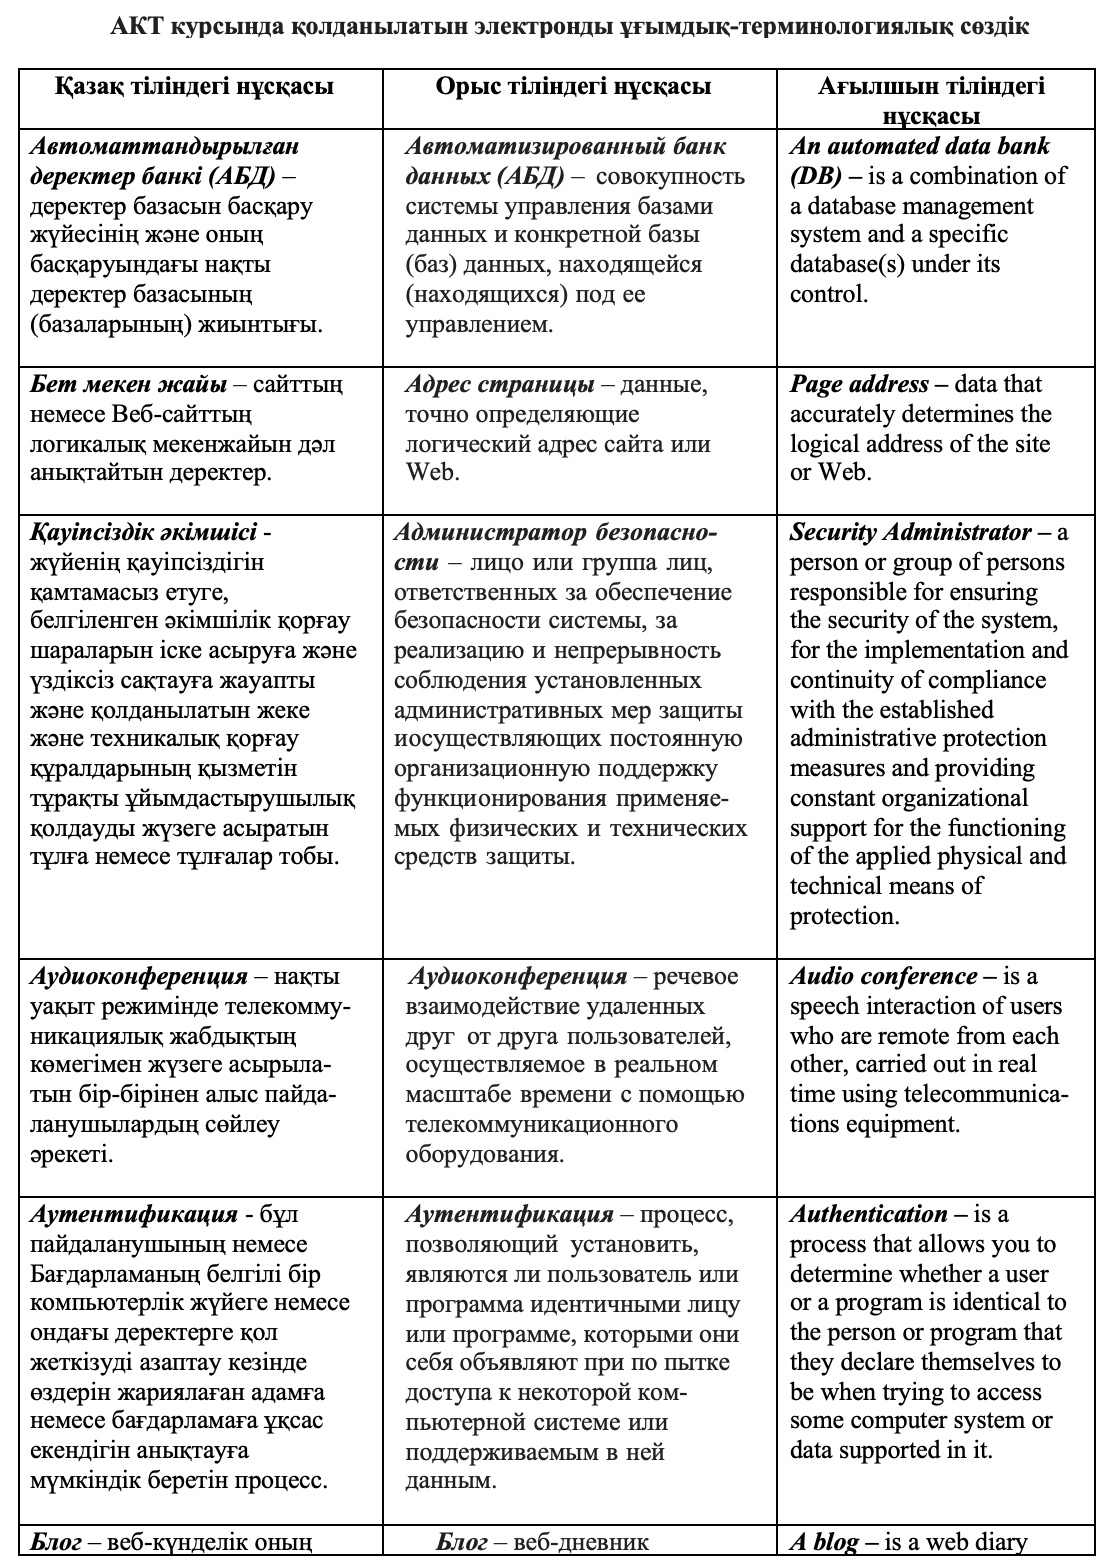 АКТ курсында қолданылатын электронды ұғымдық-терминологиялық сөздік
Қазақ тіліндегі нұсқасы
Орыс тіліндегі нұсқасы
Ағылшын тіліндегі
нұсқасы
Автоматтандырылған
деректер банкі (АБД) –
деректер базасын басқару
жүйесінің және оның
басқаруындағы нақты
деректер базасының
(базаларының) жиынтығы.
Автоматизированный банк
данных (АБД) – совокупность
системы управления базами
данных и конкретной базы
(баз) данных, находящейся
(находящихся) под ее
управлением.
An automated data bank
(DB) – is a combination of
a database management
system and a specific
database(s) under its
control.
Бет мекен жайы – сайттың
немесе Веб-сайттың
логикалық мекенжайын дәл
анықтайтын деректер.
Адрес страницы – данные,
точно определяющие
логический адрес сайта или
Web.
Page address – data that
accurately determines the
logical address of the site
or Web.
Қауіпсіздік әкімшісі -
жүйенің қауіпсіздігін
қамтамасыз етуге,
белгіленген әкімшілік қорғау
шараларын іске асыруға және
үздіксіз сақтауға жауапты
және қолданылатын жеке
және техникалық қорғау
құралдарының қызметін
тұрақты ұйымдастырушылық
қолдауды жүзеге асыратын
тұлға немесе тұлғалар тобы.
Администратор безопасно-
сти – лицо или группа лиц,
ответственных за обеспечение
безопасности системы, за
реализацию и непрерывность
соблюдения установленных
административных мер защиты
иосуществляющих постоянную
организационную поддержку
функционирования применяе-
мых физических и технических
средств защиты.
Security Administrator – a
person or group of persons
responsible for ensuring
the security of the system,
for the implementation and
continuity of compliance
with the established
administrative protection
measures and providing
constant organizational
support for the functioning
of the applied physical and
technical means of
protection.
Аудиоконференция – нақты
уақыт режимінде телекомму-
никациялық жабдықтың
көмегімен жүзеге асырыла-
тын бір-бірінен алыс пайда-
ланушылардың сөйлеу
әрекеті.
Аудиоконференция – речевое
взаимодействие удаленных
друг от друга пользователей,
осуществляемое в реальном
масштабе времени с помощью
телекоммуникационного
оборудования.
Audio conference – is a
speech interaction of users
who are remote from each
other, carried out in real
time using telecommunica-
tions equipment.
Аутентификация - бұл
пайдаланушының немесе
Бағдарламаның белгілі бір
компьютерлік жүйеге немесе
ондағы деректерге қол
жеткізуді азаптау кезінде
өздерін жариялаған адамға
немесе бағдарламаға ұқсас
екендігін анықтауға
мүмкіндік беретін процесс.
Аутентификация – процесс,
позволяющий установить,
являются ли пользователь или
программа идентичными лицу
или программе, которыми они
себя объявляют при по пытке
доступа к некоторой ком-
пьютерной системе или
поддерживаемым в ней
данным.
Authentication – is a
process that allows you to
determine whether a user
or a program is identical to
the person or program that
they declare themselves to
be when trying to access
some computer system or
data supported in it.
Блог – веб-күнделік оның
Блог – веб-дневник
A blog – is a web diary